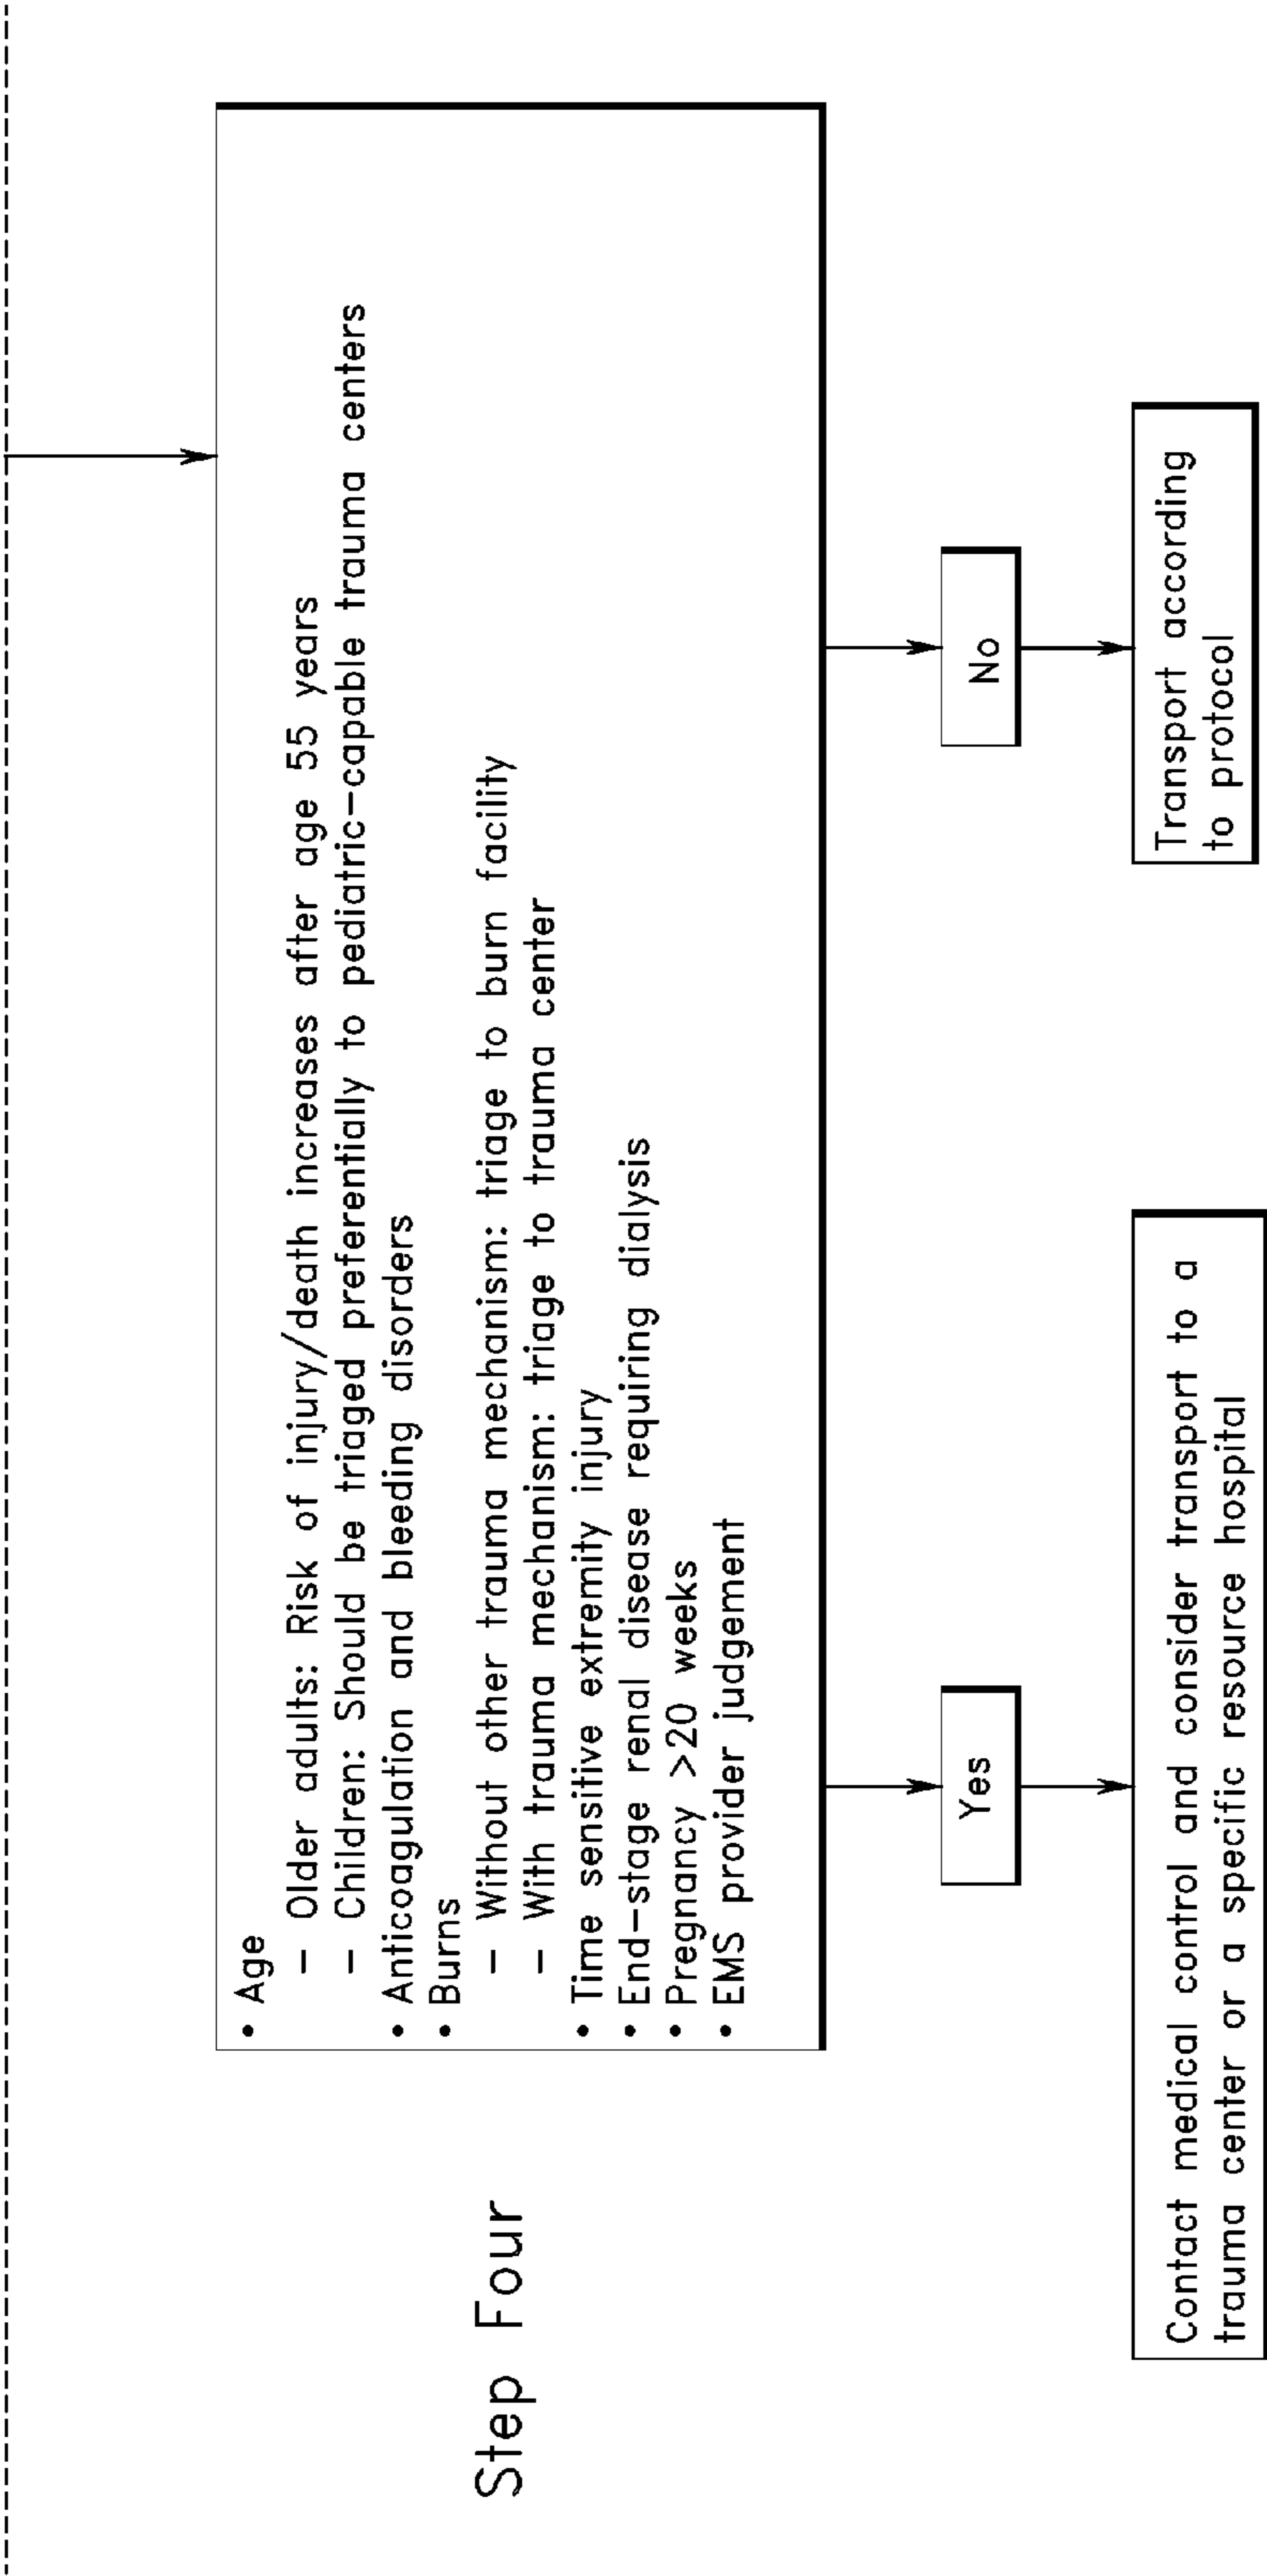 Step Four
• Age
– Older adults: Risk of injury/death increases after age 55 years
– Children: Should be triaged preferentially to pediatric-capable trauma centers
• Anticoagulation and bleeding disorders
• Burns
– Without other trauma mechanism: triage to burn facility
– With trauma mechanism: triage to trauma center
• Time sensitive extremity injury
• End-stage renal disease requiring dialysis
• Pregnancy >20 weeks
• EMS provider judgement
Yes
No
Contact medical control and consider transport to a
trauma center or a specific resource hospital
Transport according
to protocol